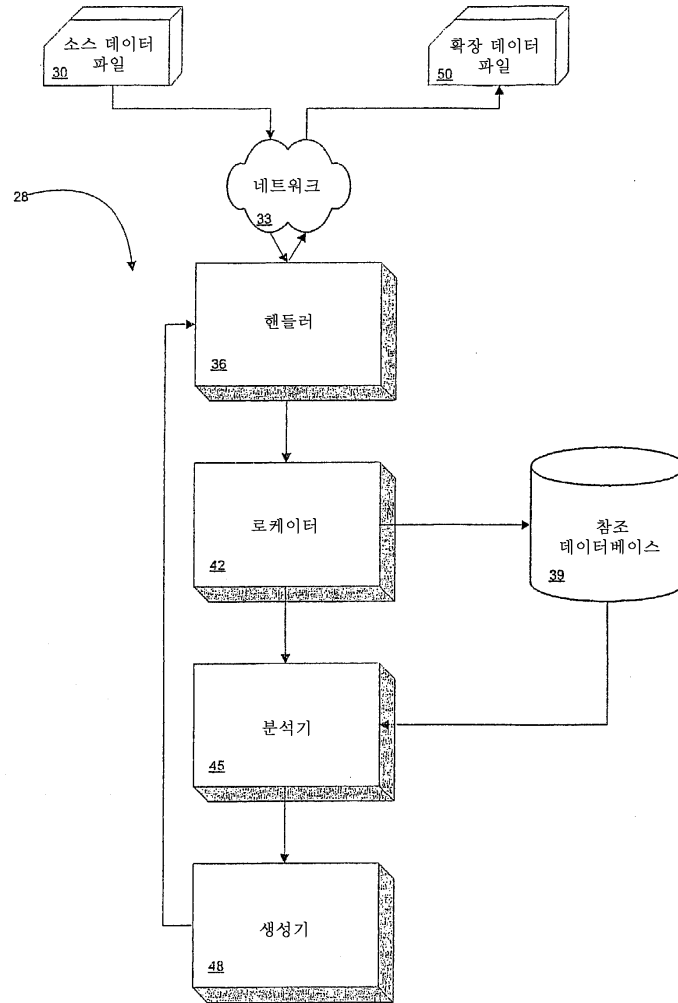 소스 데이터
파일
30
확장 데이터
파일
50
네트워크
33
28
핸들러
36
로케이터
42
참조
데이터베이스
39
분석기
45
생성기
48